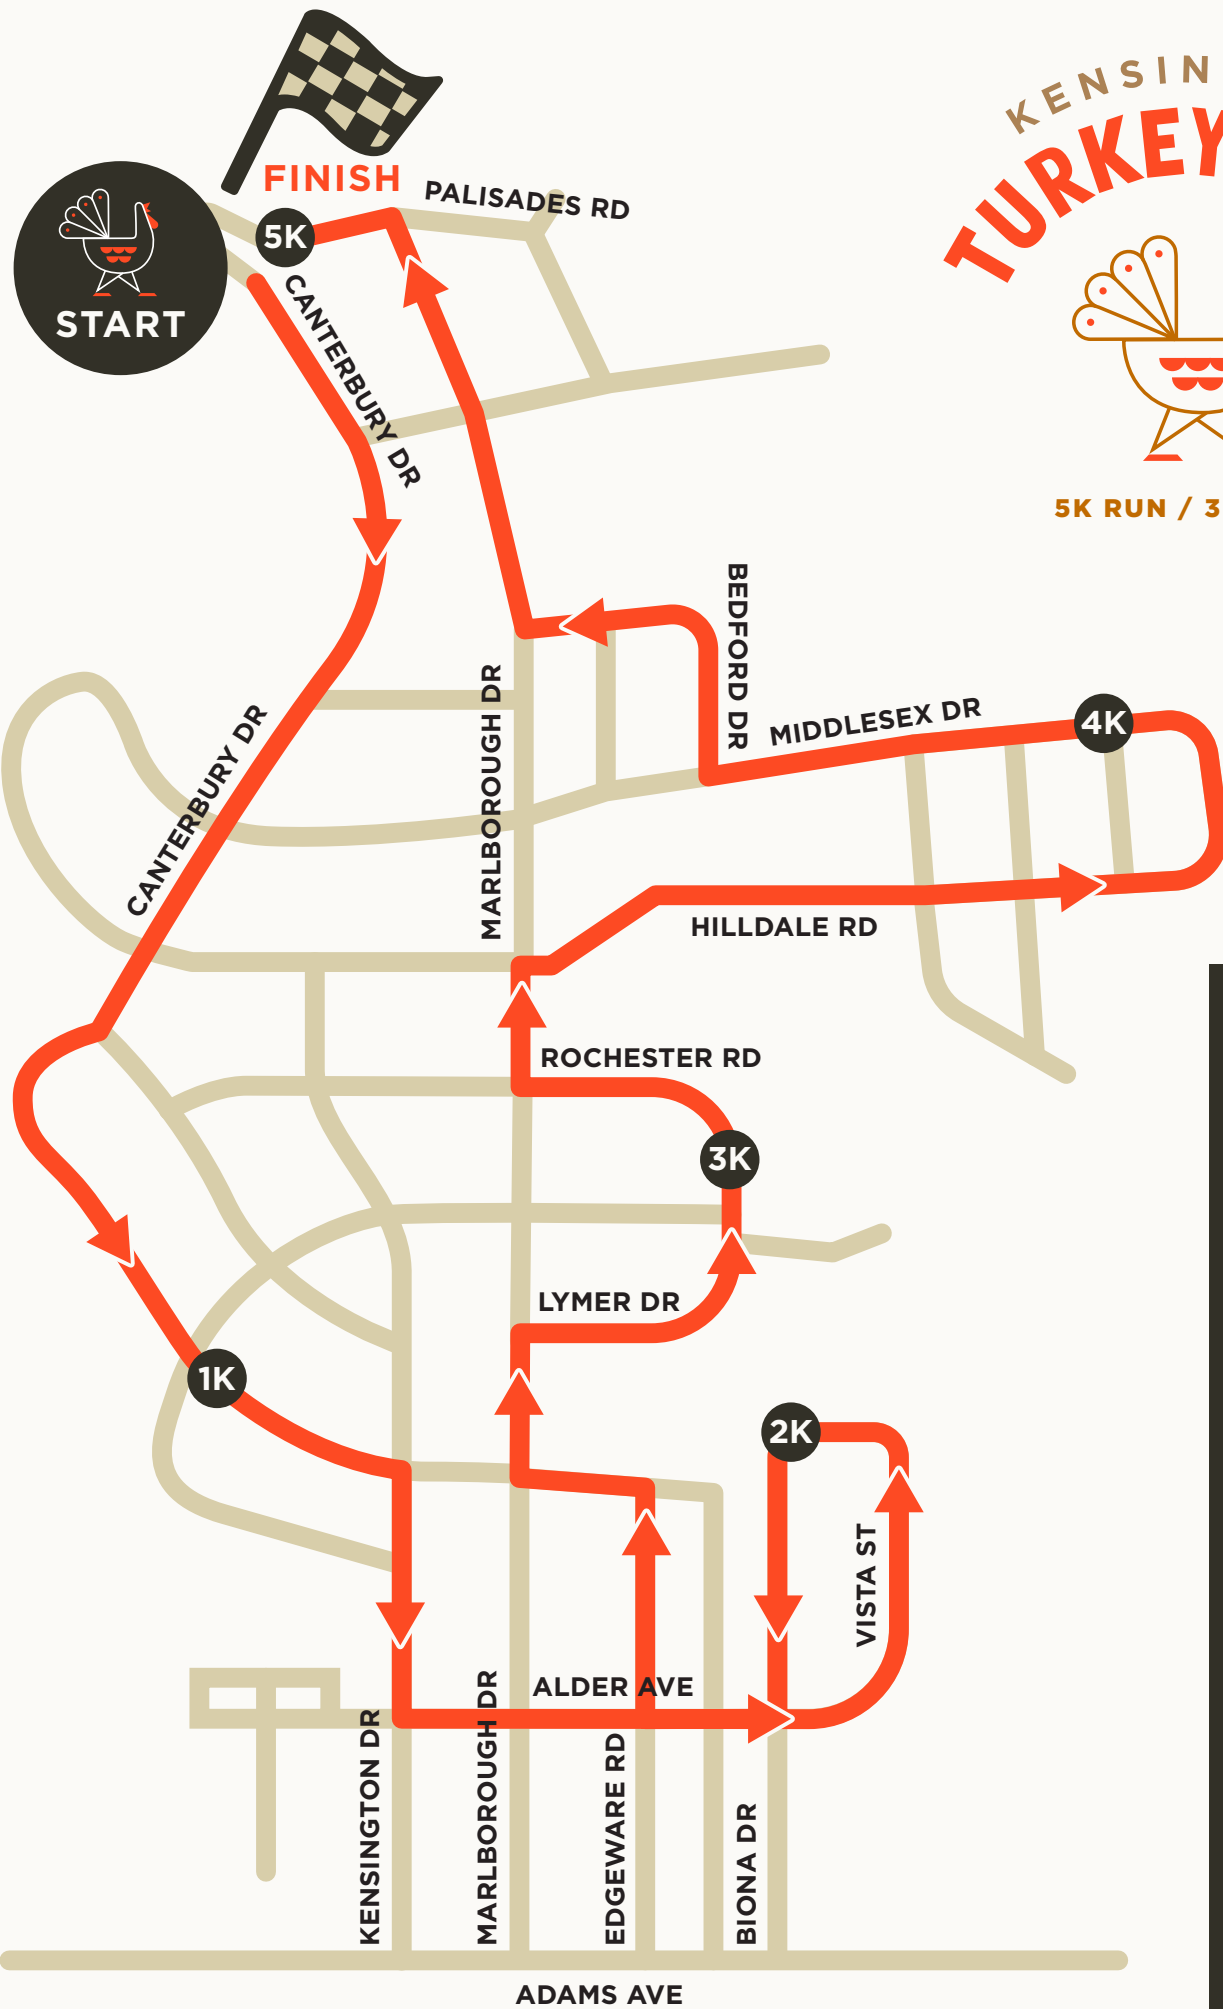 KENSIN
TURKEY
5K RUN / 3
FINISH
PALISADES RD
5K
START
CANTERBURY DR
BEDFORD DR
MARLBOROUGH DR
MIDDLESEX DR
4K
CANTERBURY DR
HILLDALE RD
ROCHESTER RD
3K
LYMER DR
1K
2K
VISTA ST
ALDER AVE
KENSINGTON DR
MARLBOROUGH DR
EDGEWARE RD
BIONA DR
ADAMS AVE